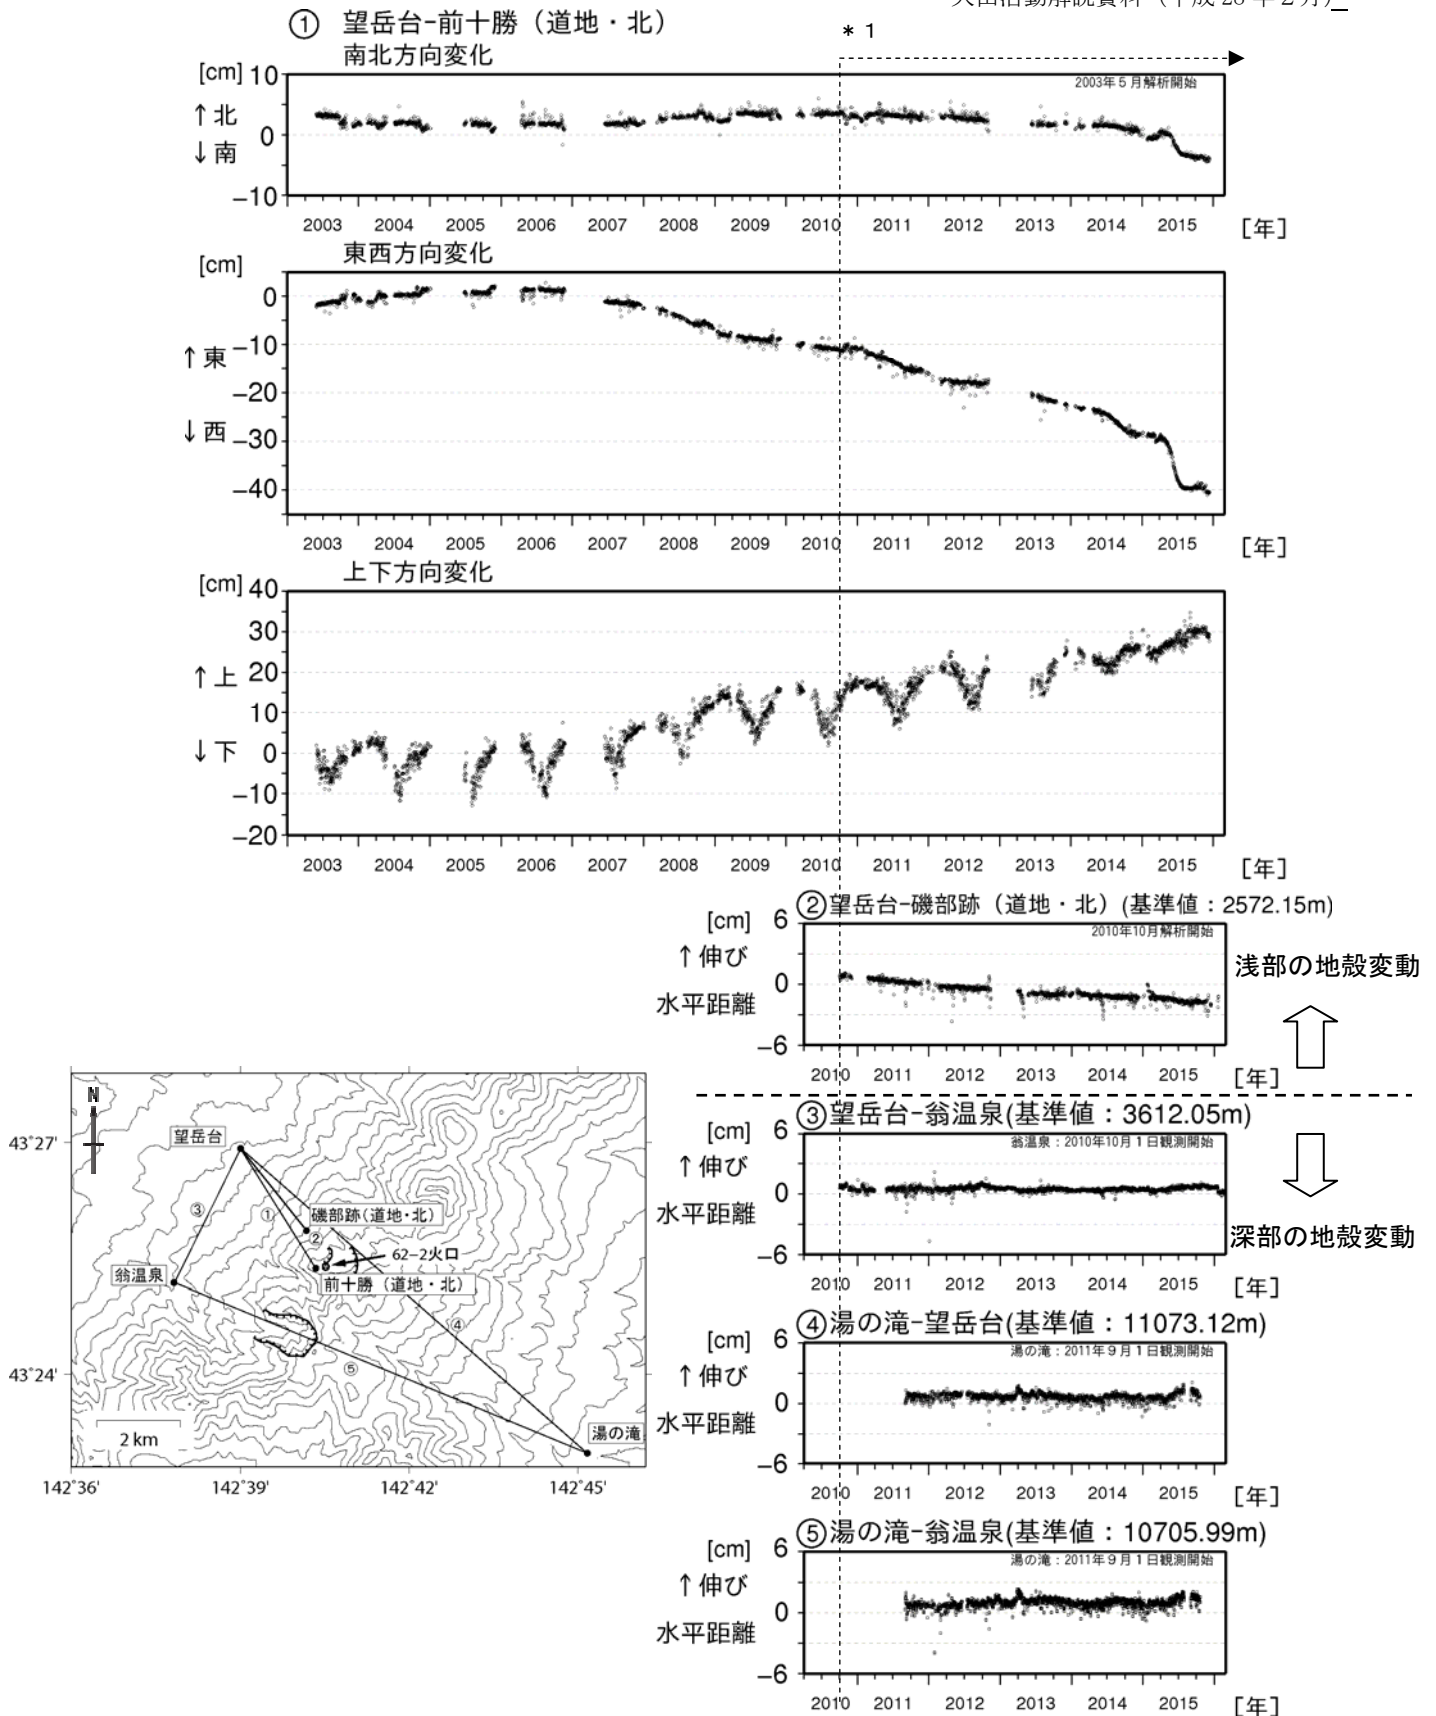 火山活動解説資料（平成 28 年 2 月）
① 望岳台−前十勝（道地・北）
＊1
南北方向変化
[cm]
2003年5月解析開始
10
↑北
0
↓南
−10
2003 2004 2005 2006 2007 2008 2009 2010 2011 2012 2013 2014 2015 [年]
東西方向変化
[cm]
0
−10
↑東
−20
−30
↓西
−40
2003 2004 2005 2006 2007 2008 2009 2010 2011 2012 2013 2014 2015 [年]
上下方向変化
[cm]
40
30
20
↑上
10
0
↓下
−10
−20
2003 2004 2005 2006 2007 2008 2009 2010 2011 2012 2013 2014 2015 [年]
②望岳台−磯部跡（道地・北）(基準値：2572.15m)
[cm]
2010年10月解析開始
6
↑伸び
0
水平距離
−6
2010 2011 2012 2013 2014 2015 [年]
浅部の地殻変動
③望岳台−翁温泉(基準値：3612.05m)
[cm]
翁温泉：2010年10月1日観測開始
6
↑伸び
0
水平距離
−6
2010 2011 2012 2013 2014 2015 [年]
深部の地殻変動
④湯の滝−望岳台(基準値：11073.12m)
[cm]
湯の滝：2011年9月1日観測開始
6
↑伸び
0
水平距離
−6
2010 2011 2012 2013 2014 2015 [年]
⑤湯の滝−翁温泉(基準値：10705.99m)
[cm]
湯の滝：2011年9月1日観測開始
6
↑伸び
0
水平距離
−6
2010 2011 2012 2013 2014 2015 [年]
N
43°27'
望岳台
③
①
磯部跡(道地・北)
②
62−2火口
翁温泉
前十勝（道地・北）
④
⑤
43°24'
2 km
湯の滝
142°36' 142°39' 142°42' 142°45'